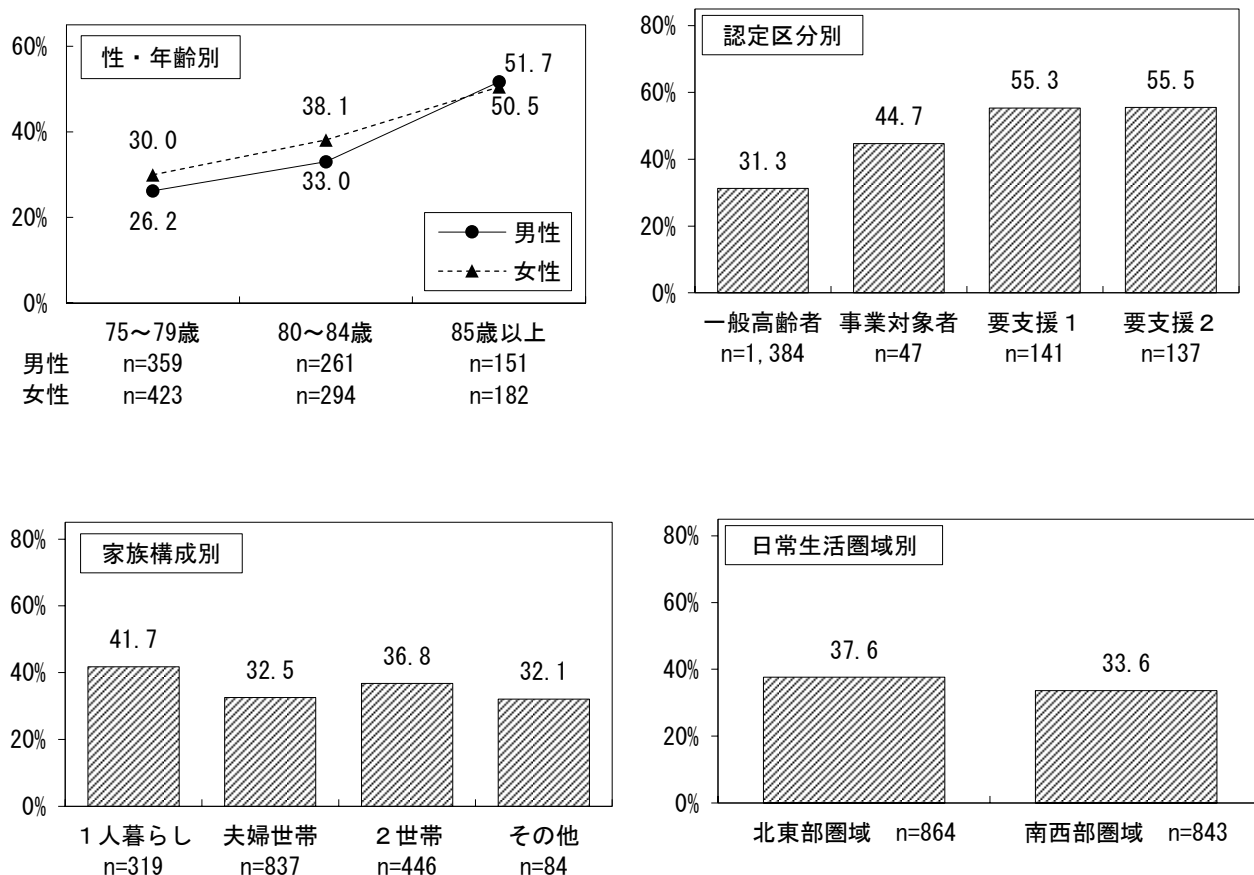 性・年齢別
60%
40%
20%
0%
30.0
38.1
51.7
26.2
33.0
50.5
男性
女性
75～79歳 80～84歳 85歳以上
男性 n=359 n=261 n=151
女性 n=423 n=294 n=182
認定区分別
80%
60%
40%
20%
0%
31.3
44.7
55.3
55.5
一般高齢者 事業対象者 要支援１ 要支援２
n=1,384 n=47 n=141 n=137
家族構成別
80%
60%
40%
20%
0%
41.7
32.5
36.8
32.1
１人暮らし 夫婦世帯 ２世帯 その他
n=319 n=837 n=446 n=84
日常生活圏域別
80%
60%
40%
20%
0%
37.6
33.6
北東部圏域 n=864 南西部圏域 n=843